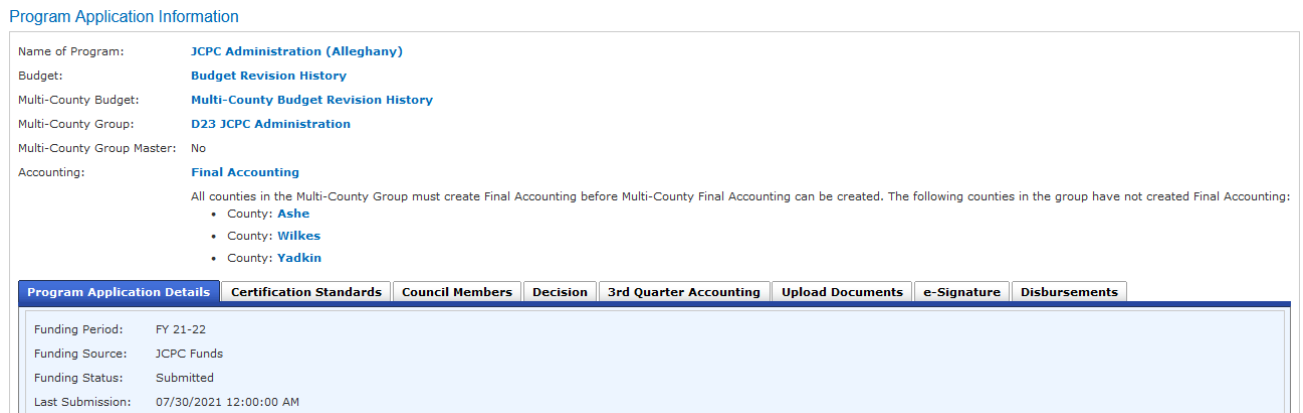 Program Application Information
Name of Program: JCPC Administration (Alleghany)
Budget: Budget Revision History
Multi-County Budget: Multi-County Budget Revision History
Multi-County Group: D23 JCPC Administration
Multi-County Group Master: No
Accounting: Final Accounting
All counties in the Multi-County Group must create Final Accounting before Multi-County Final Accounting can be created. The following counties in the group have not created Final Accounting:
• County: Ashe
• County: Wilkes
• County: Yadkin
Program Application Details Certification Standards Council Members Decision 3rd Quarter Accounting Upload Documents e-Signature Disbursements
Funding Period: FY 21-22
Funding Source: JCPC Funds
Funding Status: Submitted
Last Submission: 07/30/2021 12:00:00 AM